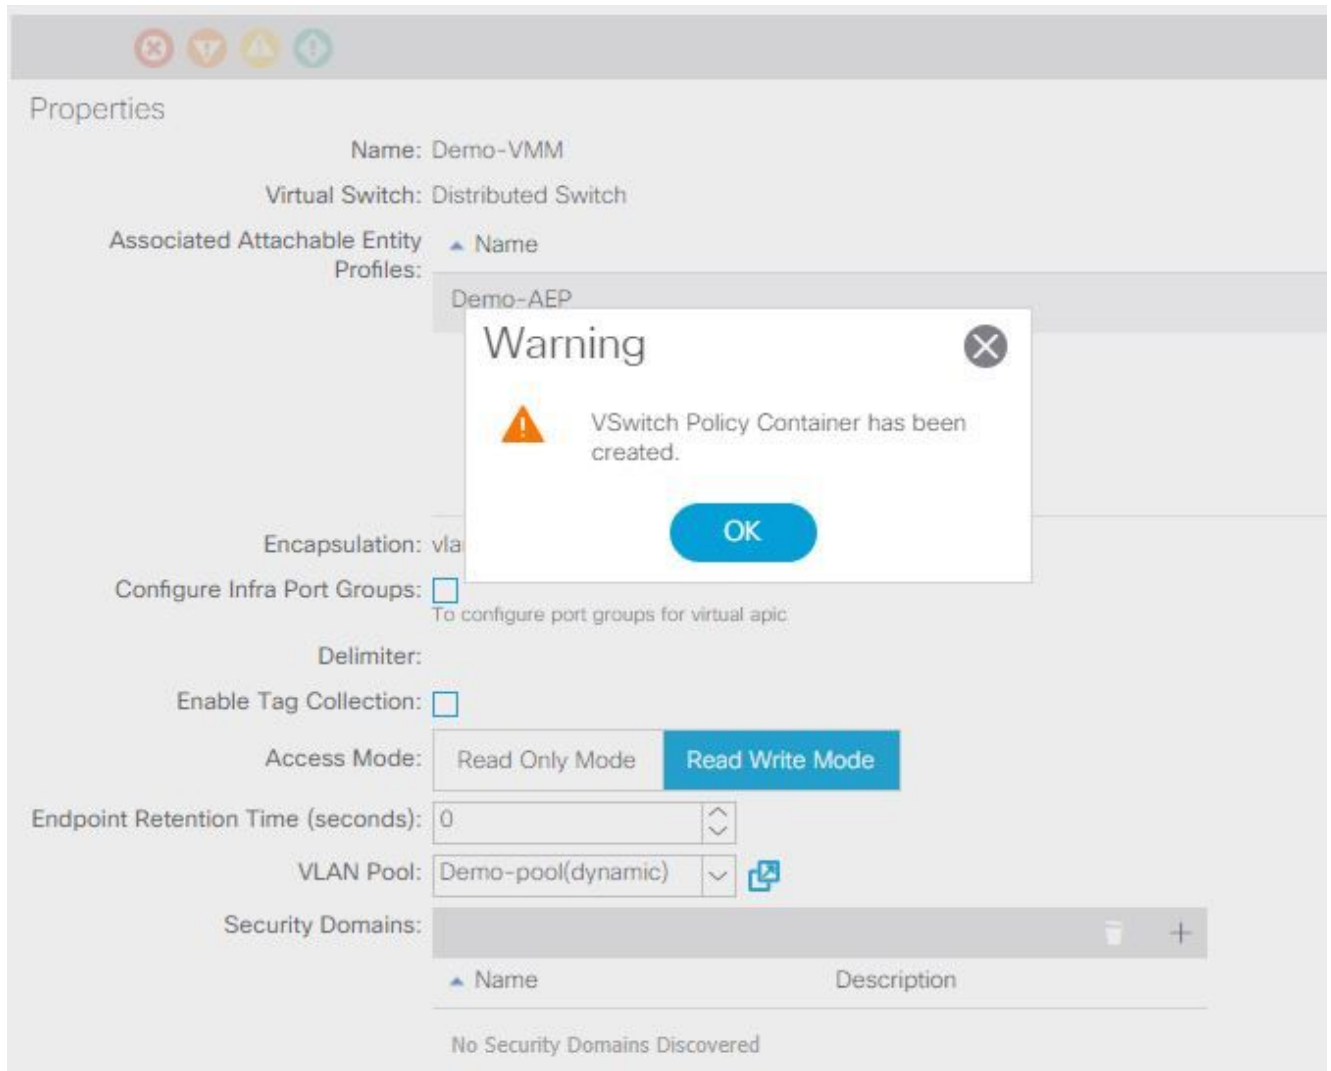 Properties
Name: Demo-VMM
Virtual Switch: Distributed Switch
Associated Attachable Entity Profiles:
Name
Demo-AEP
Warning
VSwitch Policy Container has been
created.
OK
Encapsulation:
Configure Infra Port Groups:
To configure port groups for virtual apic
Delimiter:
Enable Tag Collection:
Access Mode: Read Only Mode Read Write Mode
Endpoint Retention Time (seconds): 0
VLAN Pool: Demo-pool(dynamic)
Security Domains:
Name Description
No Security Domains Discovered